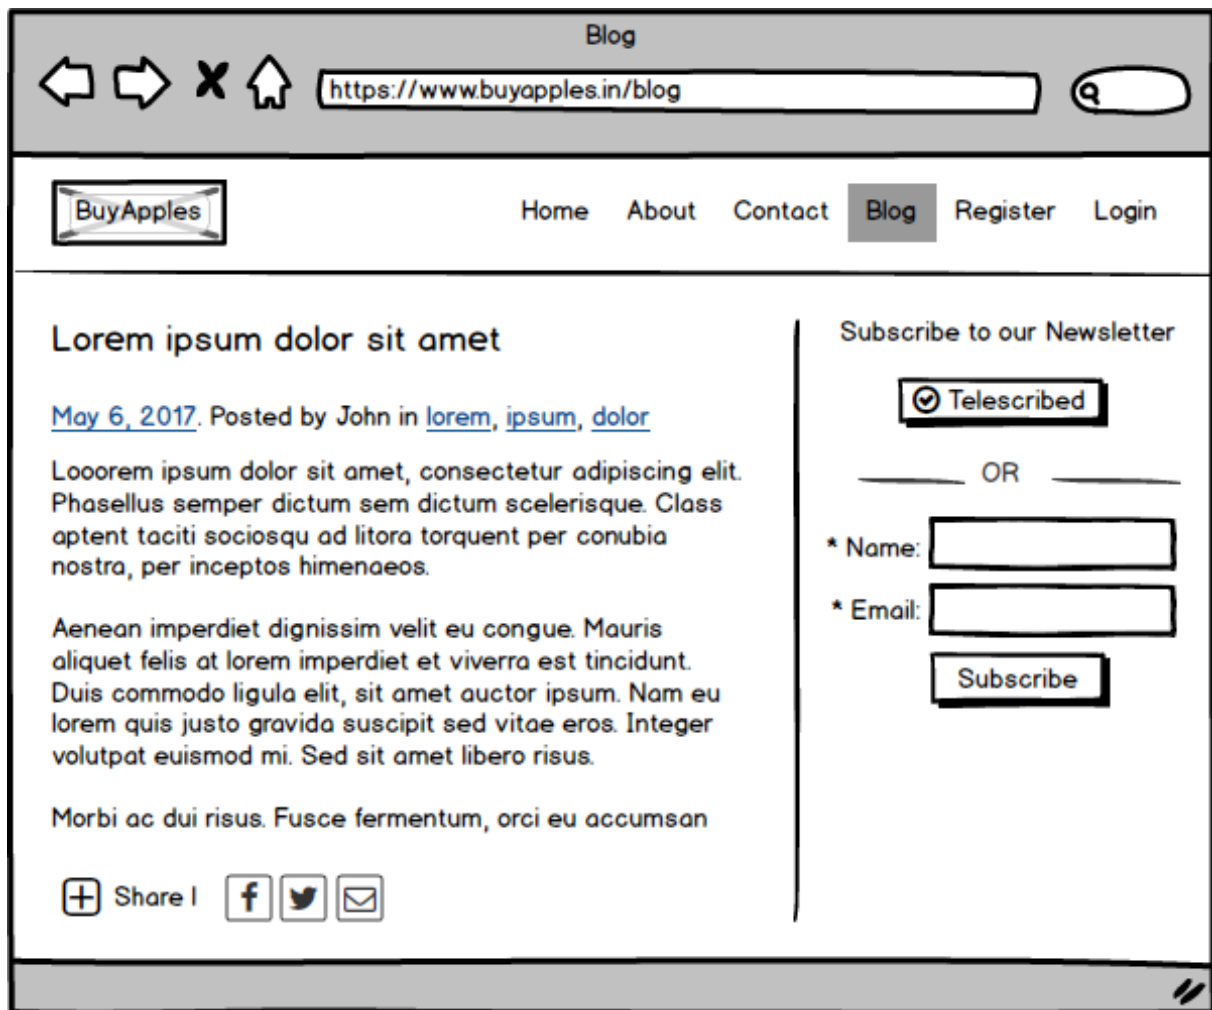 Blog
https://www.buyapples.in/blog
BuyApples
Home About Contact Blog Register Login
Lorem ipsum dolor sit amet
May 6, 2017. Posted by John in lorem, ipsum, dolor
Looorem ipsum dolor sit amet, consectetur adipiscing elit.
Phasellus semper dictum sem dictum scelerisque. Class
aptent taciti sociosqu ad litora torquent per conubia
nostra, per inceptos himenaeos.
Aenean imperdiet dignissim velit eu congue. Mauris
aliquet felis at lorem imperdiet et viverra est tincidunt.
Duis commodo ligula elit, sit amet auctor ipsum. Nam eu
lorem quis justo gravida suscipit sed vitae eros. Integer
volutpat euismod mi. Sed sit amet libero risus.
Morbi ac dui risus. Fusce fermentum, orci eu accumsan
Share |
Subscribe to our Newsletter
Telescribed
OR
* Name:
* Email:
Subscribe